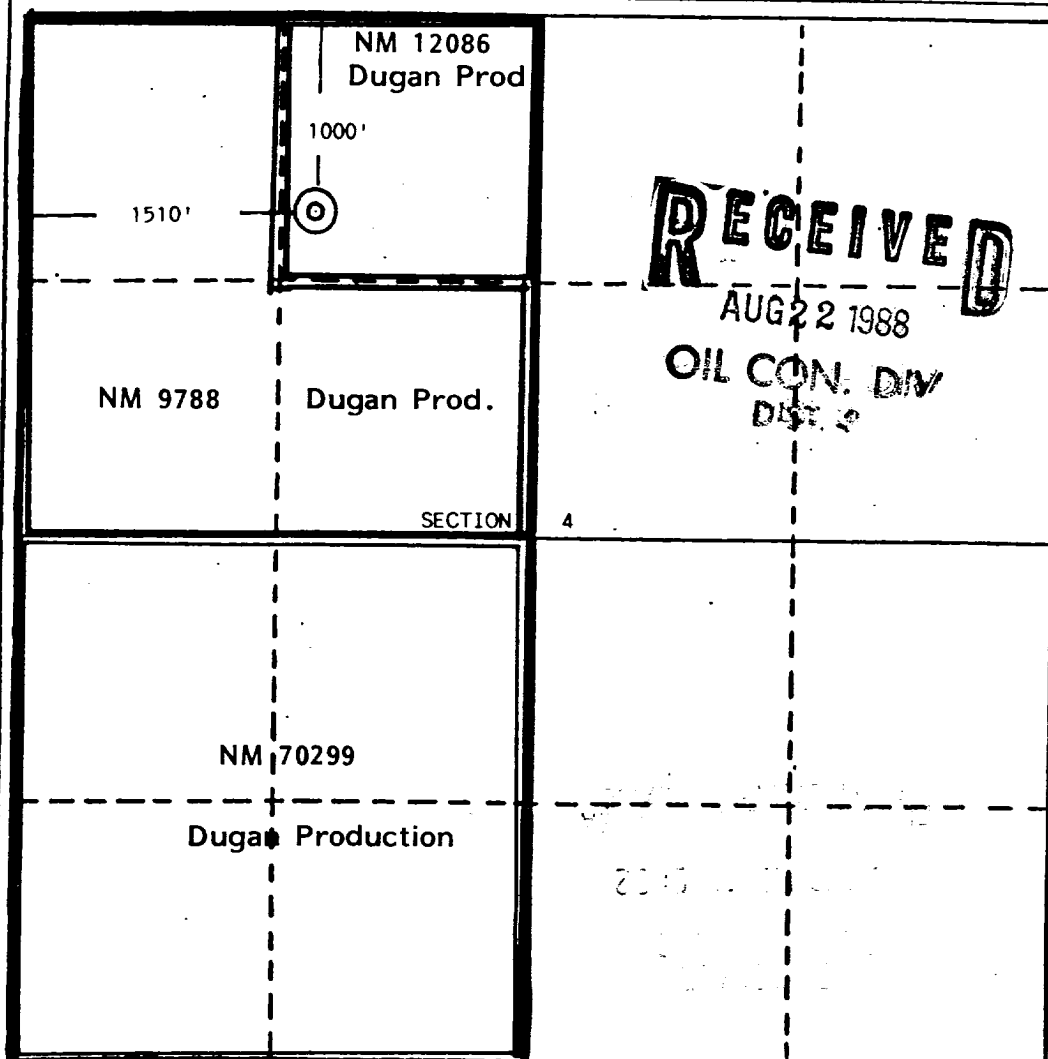 NM 12086
Dugan Prod
1000'
1510'
RECEIVED
AUG 22 1988
OIL CON. DIV
DIST.
NM 9788 Dugan Prod.
SECTION 4
NM 70299
Dugan Production